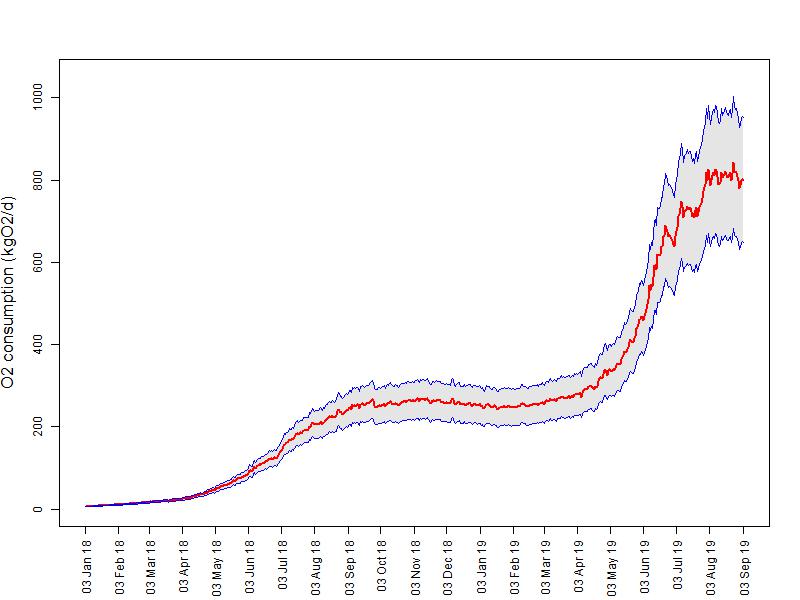 O2 consumption (kgO2/d)
1000
800
600
400
200
0
03 Jan 18
03 Feb 18
03 Mar 18
03 Apr 18
03 May 18
03 Jun 18
03 Jul 18
03 Aug 18
03 Sep 18
03 Oct 18
03 Nov 18
03 Dec 18
03 Jan 19
03 Feb 19
03 Mar 19
03 Apr 19
03 May 19
03 Jun 19
03 Jul 19
03 Aug 19
03 Sep 19